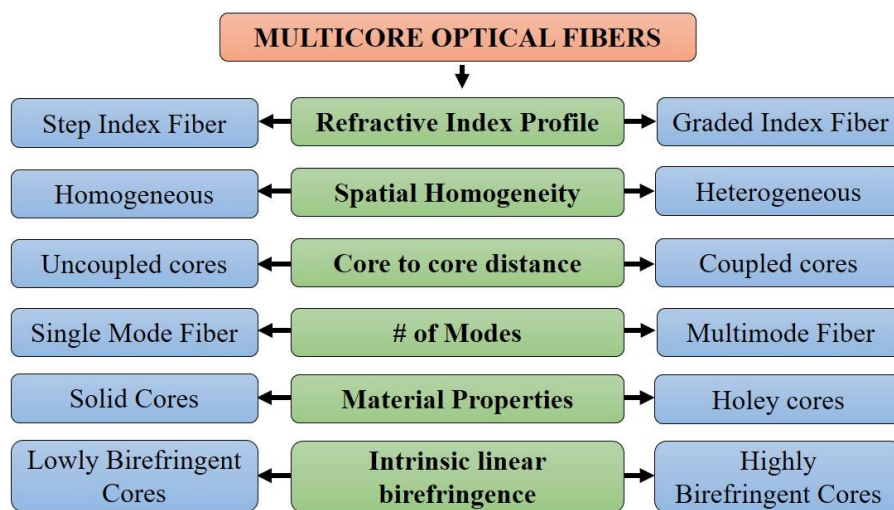 MULTICORE OPTICAL FIBERS
Step Index Fiber
Refractive Index Profile
Graded Index Fiber
Homogeneous
Spatial Homogeneity
Heterogeneous
Uncoupled cores
Core to core distance
Coupled cores
Single Mode Fiber
# of Modes
Multimode Fiber
Solid Cores
Material Properties
Holey cores
Lowly Birefringent
Cores
Intrinsic linear
birefringence
Highly
Birefringent Cores